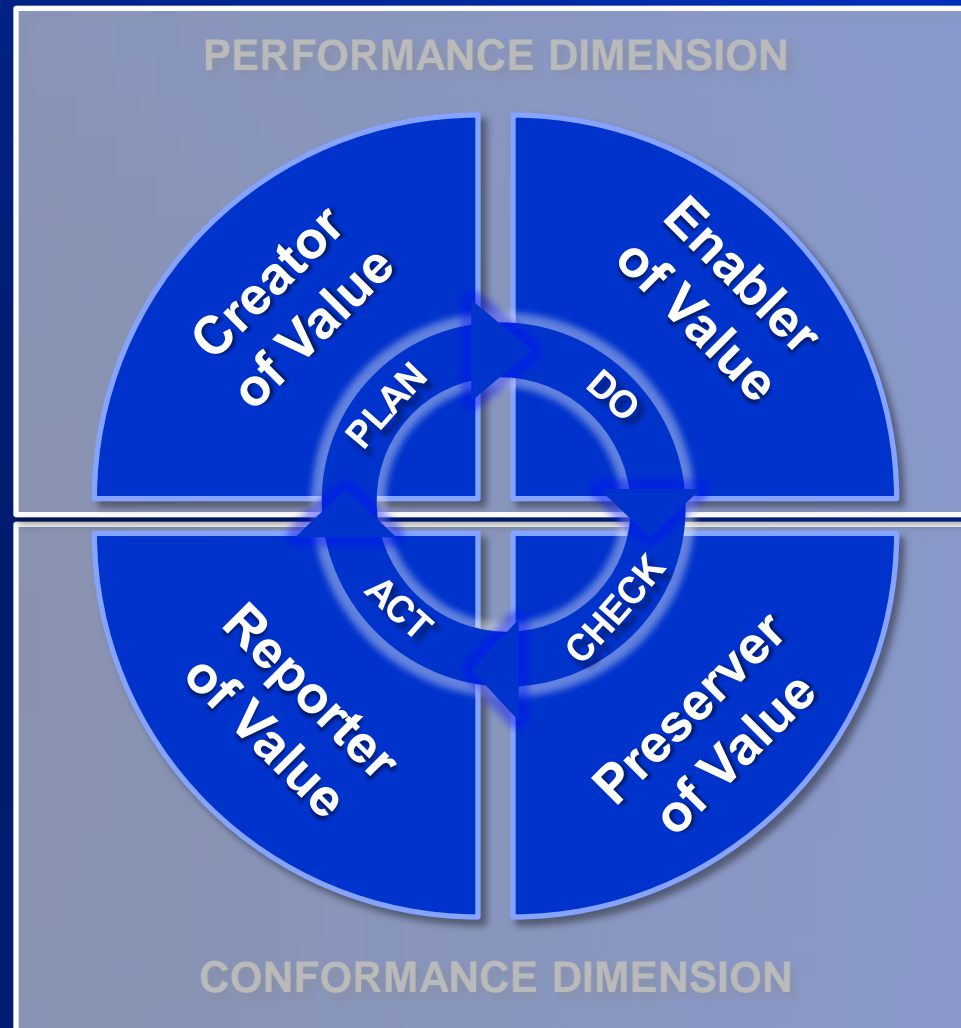 PERFORMANCE DIMENSION
Creator
of Value
Enabler
of Value
PLAN
DO
ACT
CHECK
Reporter
of Value
Preserver
of Value
CONFORMANCE DIMENSION